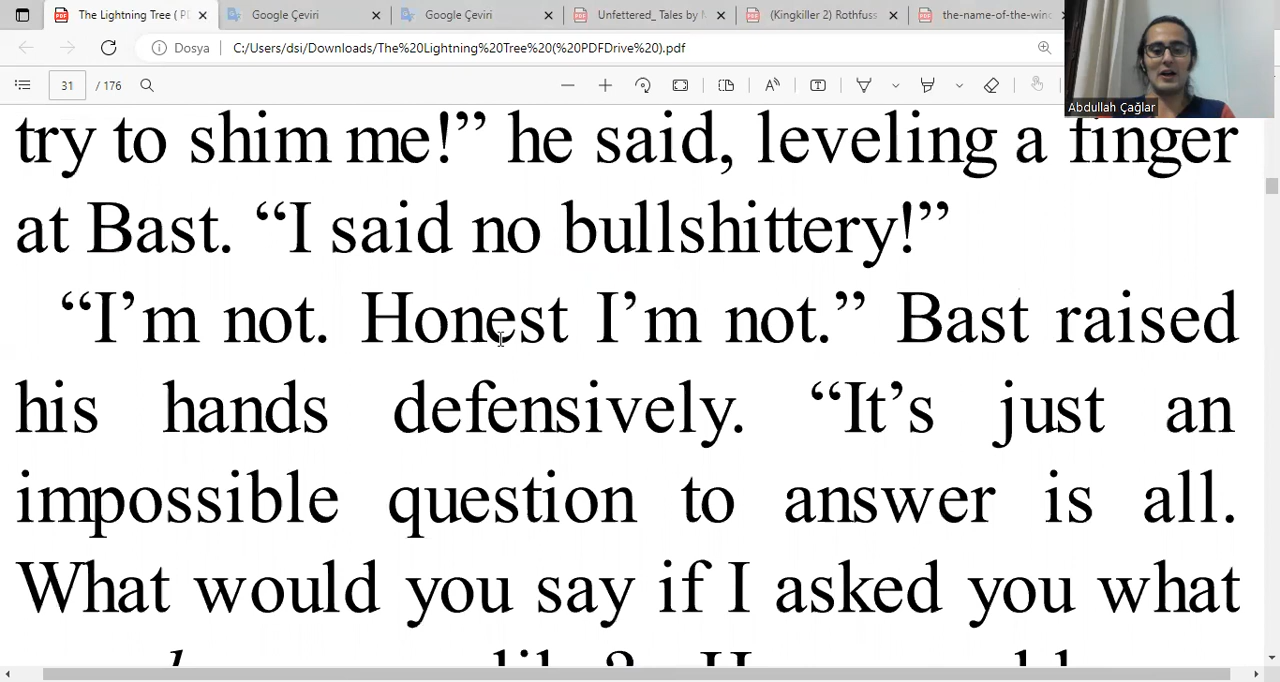 The Lightning Tree ( P
Google Çeviri
Google Çeviri
Unfettered_ Tales by
(Kingkiller 2) Rothfuss
the-name-of-the-winc
Dosya
C:/Users/dsi/Downloads/The%20Lightning%20Tree%20(%20PDFDrive%20).pdf
31 / 176
Abdullah Çağlar
try to shim me!” he said, leveling a finger
at Bast. “I said no bullshittery!”
“I’m not. Honest I’m not.” Bast raised
his hands defensively. “It’s just an
impossible question to answer is all.
What would you say if I asked you what